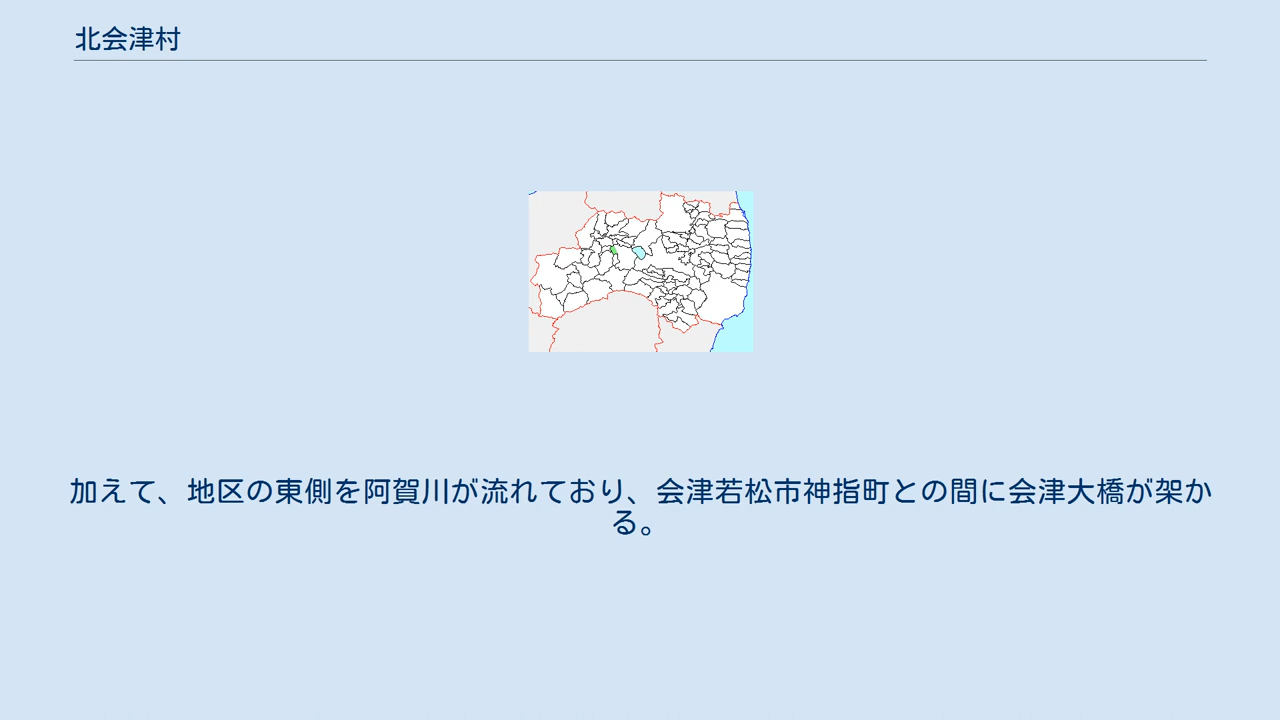 北会津村
加えて、地区の東側を阿賀川が流れており、会津若松市神指町との間に会津大橋が架か
る。